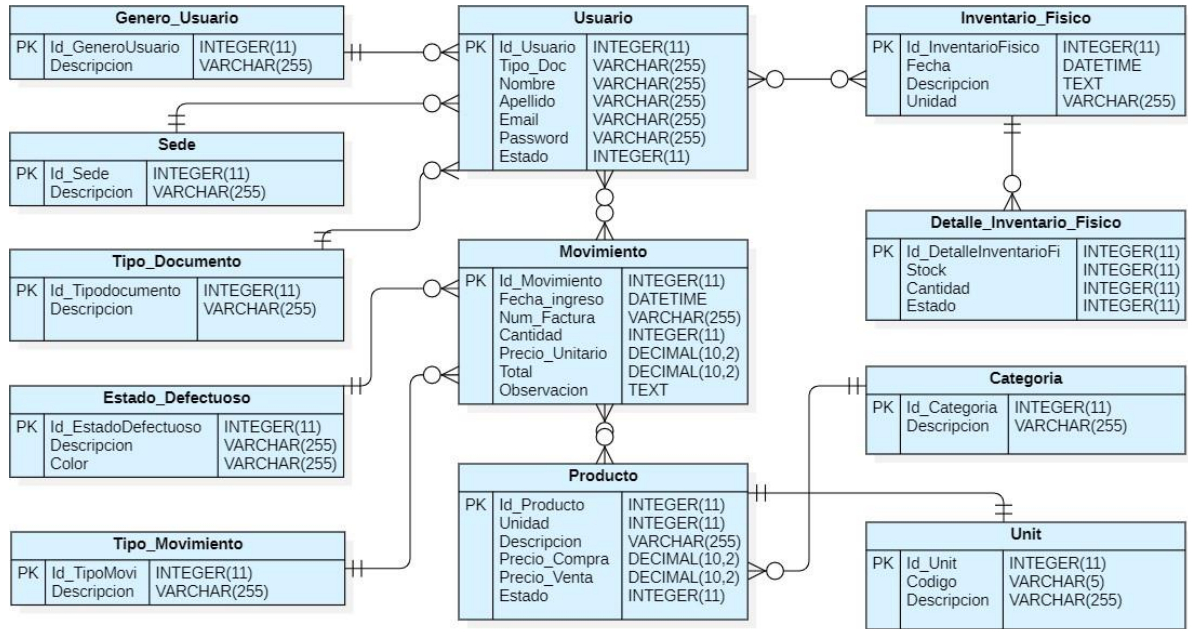 Genero_Usuario
PK Id_GeneroUsuario INTEGER(11)
Descripcion VARCHAR(255)
Sede
PK Id_Sede INTEGER(11)
Descripcion VARCHAR(255)
Tipo_Documento
PK Id_Tipodocumento INTEGER(11)
Descripcion VARCHAR(255)
Estado_Defectuoso
PK Id_EstadoDefectuoso INTEGER(11)
Descripcion VARCHAR(255)
Color VARCHAR(255)
Tipo_Movimiento
PK Id_TipoMovi INTEGER(11)
Descripcion VARCHAR(255)
Usuario
PK Id_Usuario INTEGER(11)
Tipo_Doc VARCHAR(255)
Nombre VARCHAR(255)
Apellido VARCHAR(255)
Email VARCHAR(255)
Password VARCHAR(255)
Estado INTEGER(11)
Movimiento
PK Id_Movimiento INTEGER(11)
Fecha_ingreso DATETIME
Num_Factura VARCHAR(255)
Cantidad INTEGER(11)
Precio_Unitario DECIMAL(10,2)
Total DECIMAL(10,2)
Observacion TEXT
Producto
PK Id_Producto INTEGER(11)
Unidad INTEGER(11)
Descripcion VARCHAR(255)
Precio_Compra DECIMAL(10,2)
Precio_Venta DECIMAL(10,2)
Estado INTEGER(11)
Inventario_Fisico
PK Id_InventarioFisico INTEGER(11)
Fecha DATETIME
Descripcion TEXT
Unidad VARCHAR(255)
Detalle_Inventario_Fisico
PK Id_DetalleInventarioFi INTEGER(11)
Stock INTEGER(11)
Cantidad INTEGER(11)
Estado INTEGER(11)
Categoria
PK Id_Categoria INTEGER(11)
Descripcion VARCHAR(255)
Unit
PK Id_Unit INTEGER(11)
Codigo VARCHAR(5)
Descripcion VARCHAR(255)